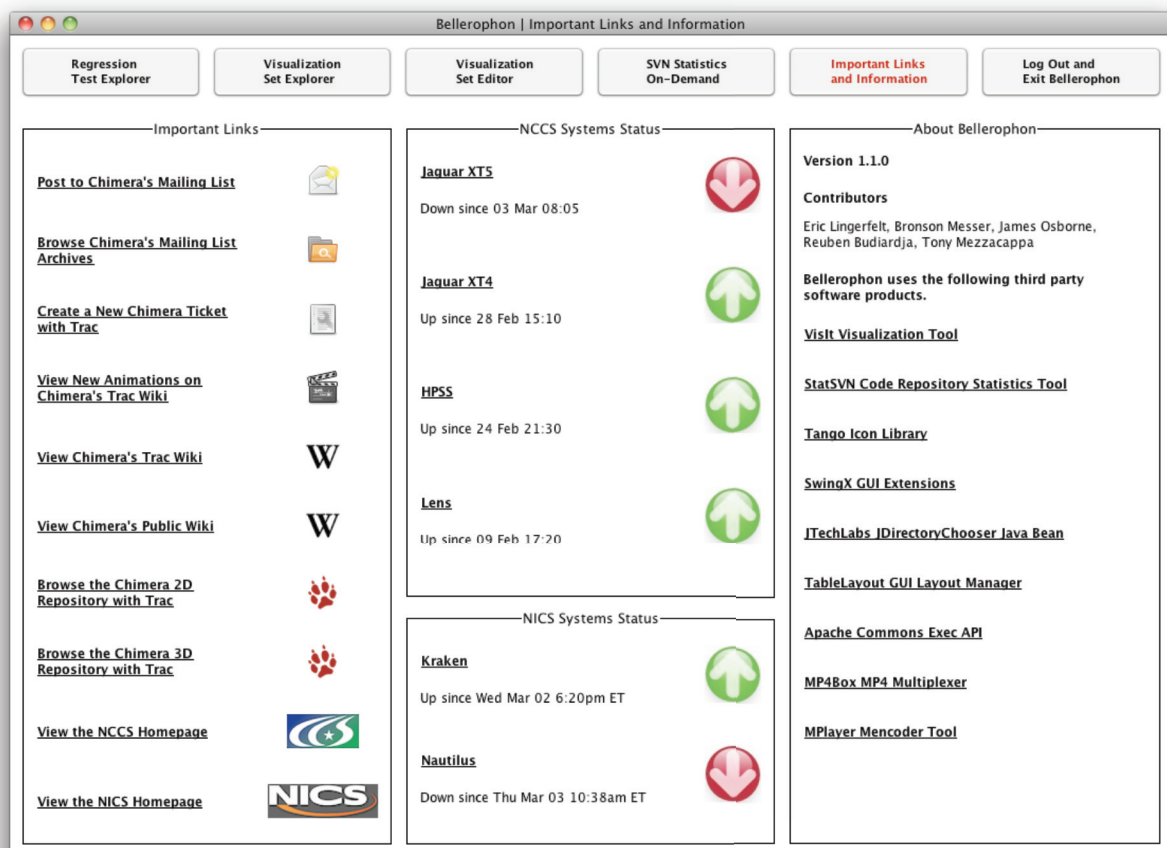 Bellerophon | Important Links and Information
Regression
Test Explorer
Visualization
Set Explorer
Visualization
Set Editor
SVN Statistics
On-Demand
Important Links
and Information
Log Out and
Exit Bellerophon
Important Links
Post to Chimera's Mailing List
Browse Chimera's Mailing List
Archives
Create a New Chimera Ticket
with Trac
View New Animations on
Chimera's Trac Wiki
View Chimera's Trac Wiki
W
View Chimera's Public Wiki
W
Browse the Chimera 2D
Repository with Trac
Browse the Chimera 3D
Repository with Trac
View the NCCS Homepage
View the NICS Homepage
NICS
NCCS Systems Status
Jaguar XT5
Down since 03 Mar 08:05
Jaguar XT4
Up since 28 Feb 15:10
HPSS
Up since 24 Feb 21:30
Lens
Up since 09 Feb 17:20
NICS Systems Status
Kraken
Up since Wed Mar 02 6:20pm ET
Nautilus
Down since Thu Mar 03 10:38am ET
About Bellerophon
Version 1.1.0
Contributors
Eric Lingerfelt, Bronson Messer, James Osborne,
Reuben Budiardja, Tony Mezzacappa
Bellerophon uses the following third party
software products.
VisIt Visualization Tool
StatSVN Code Repository Statistics Tool
Tango Icon Library
SwingX GUI Extensions
JTechLabs JDirectoryChooser Java Bean
TableLayout GUI Layout Manager
Apache Commons Exec API
MP4Box MP4 Multiplexer
MPlayer Mencoder Tool